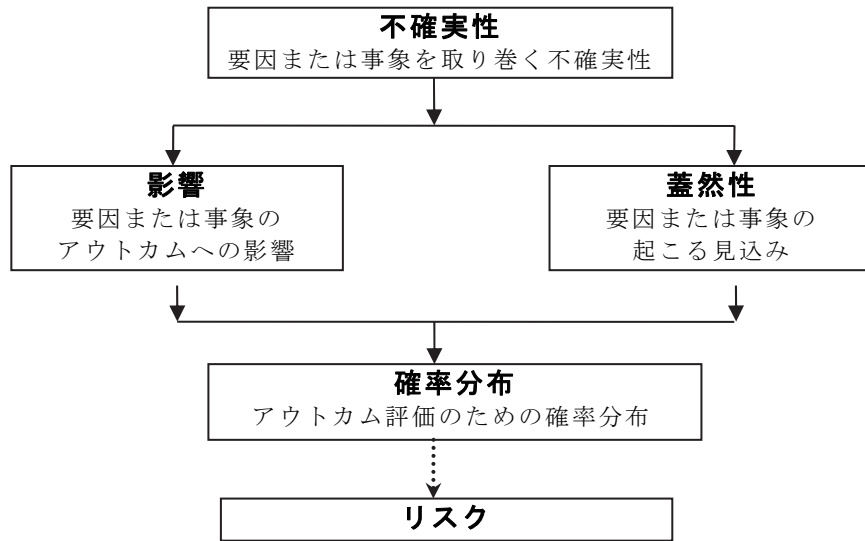 不確実性
要因または事象を取り巻く不確実性
影響
要因または事象の
アウトカムへの影響
蓋然性
要因または事象の
起こる見込み
確率分布
アウトカム評価のための確率分布
リスク